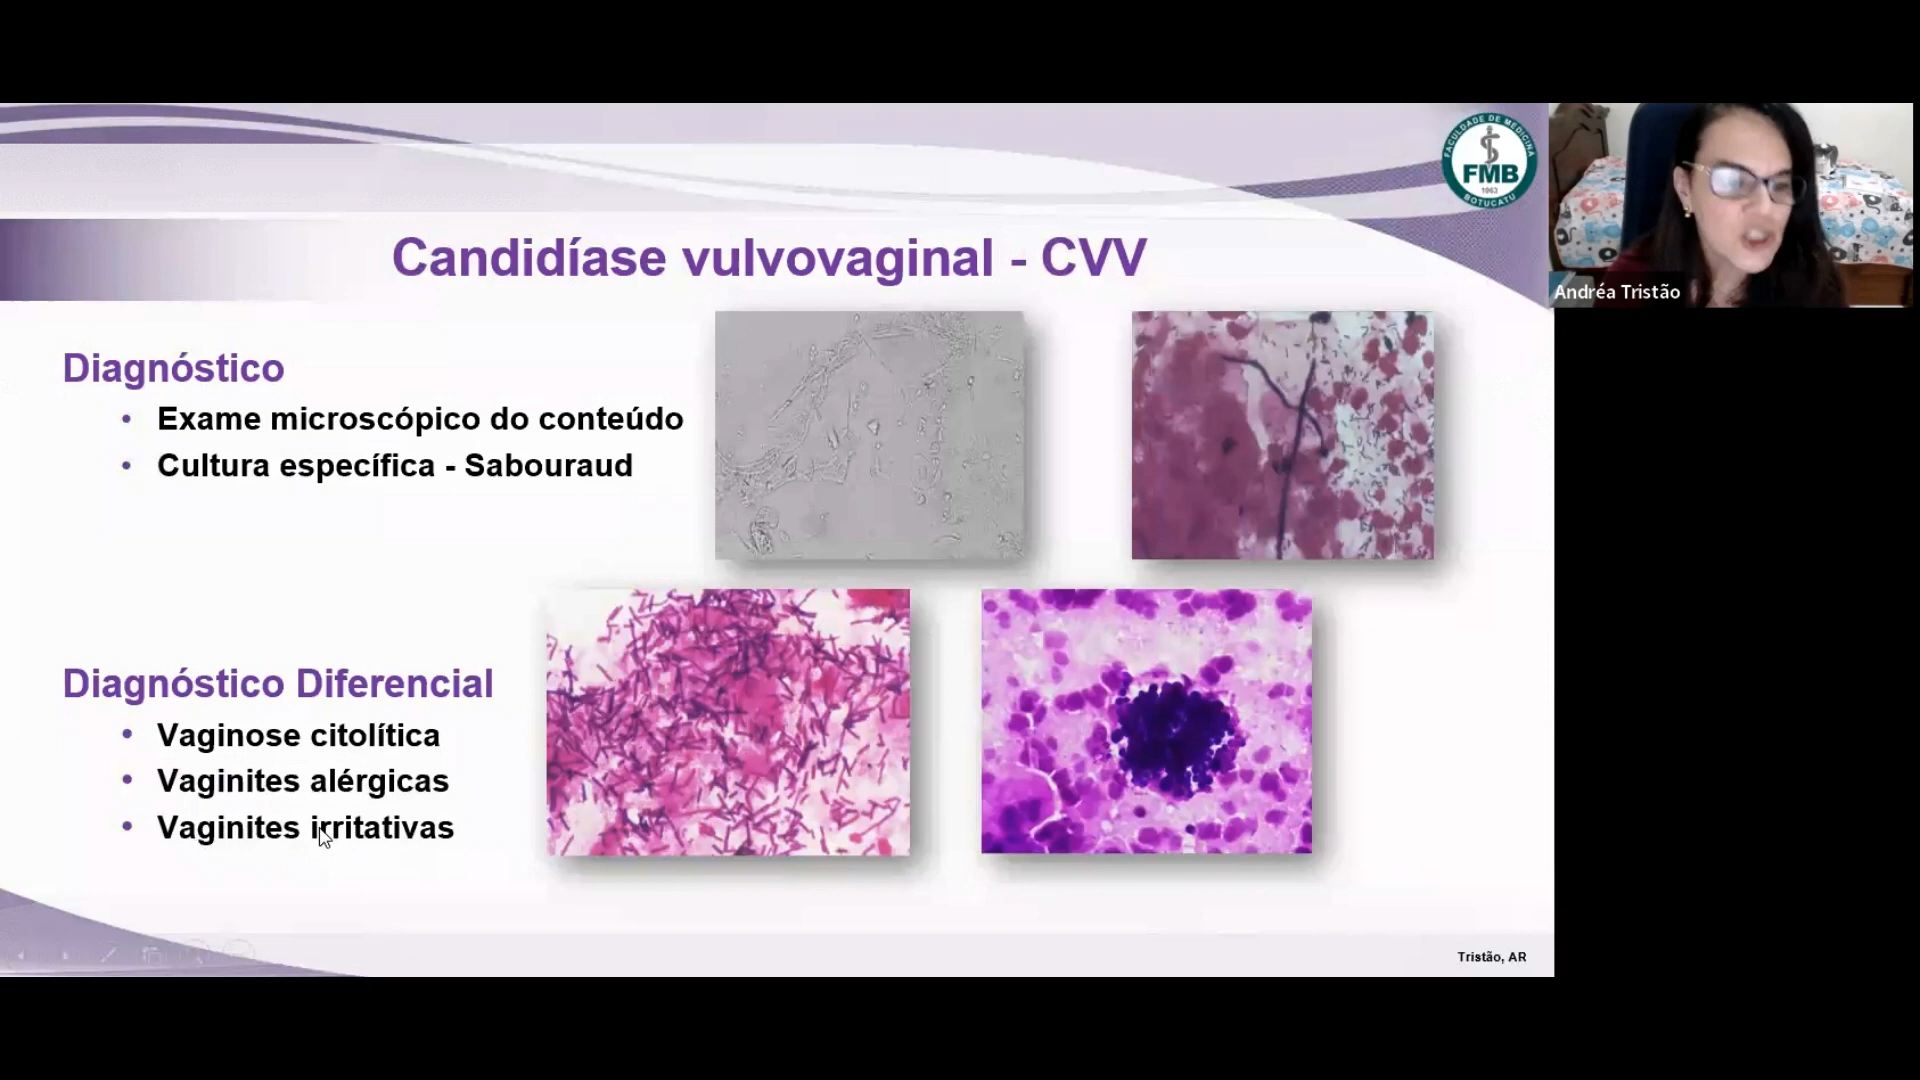 FACULDADE DE MEDICINA
FMB
1963
BOTUCATU
Andréa Tristão
Candidíase vulvovaginal - CVV
Diagnóstico
• Exame microscópico do conteúdo
• Cultura específica - Sabouraud
Diagnóstico Diferencial
• Vaginose citolítica
• Vaginites alérgicas
• Vaginites irritativas
Tristão, AR